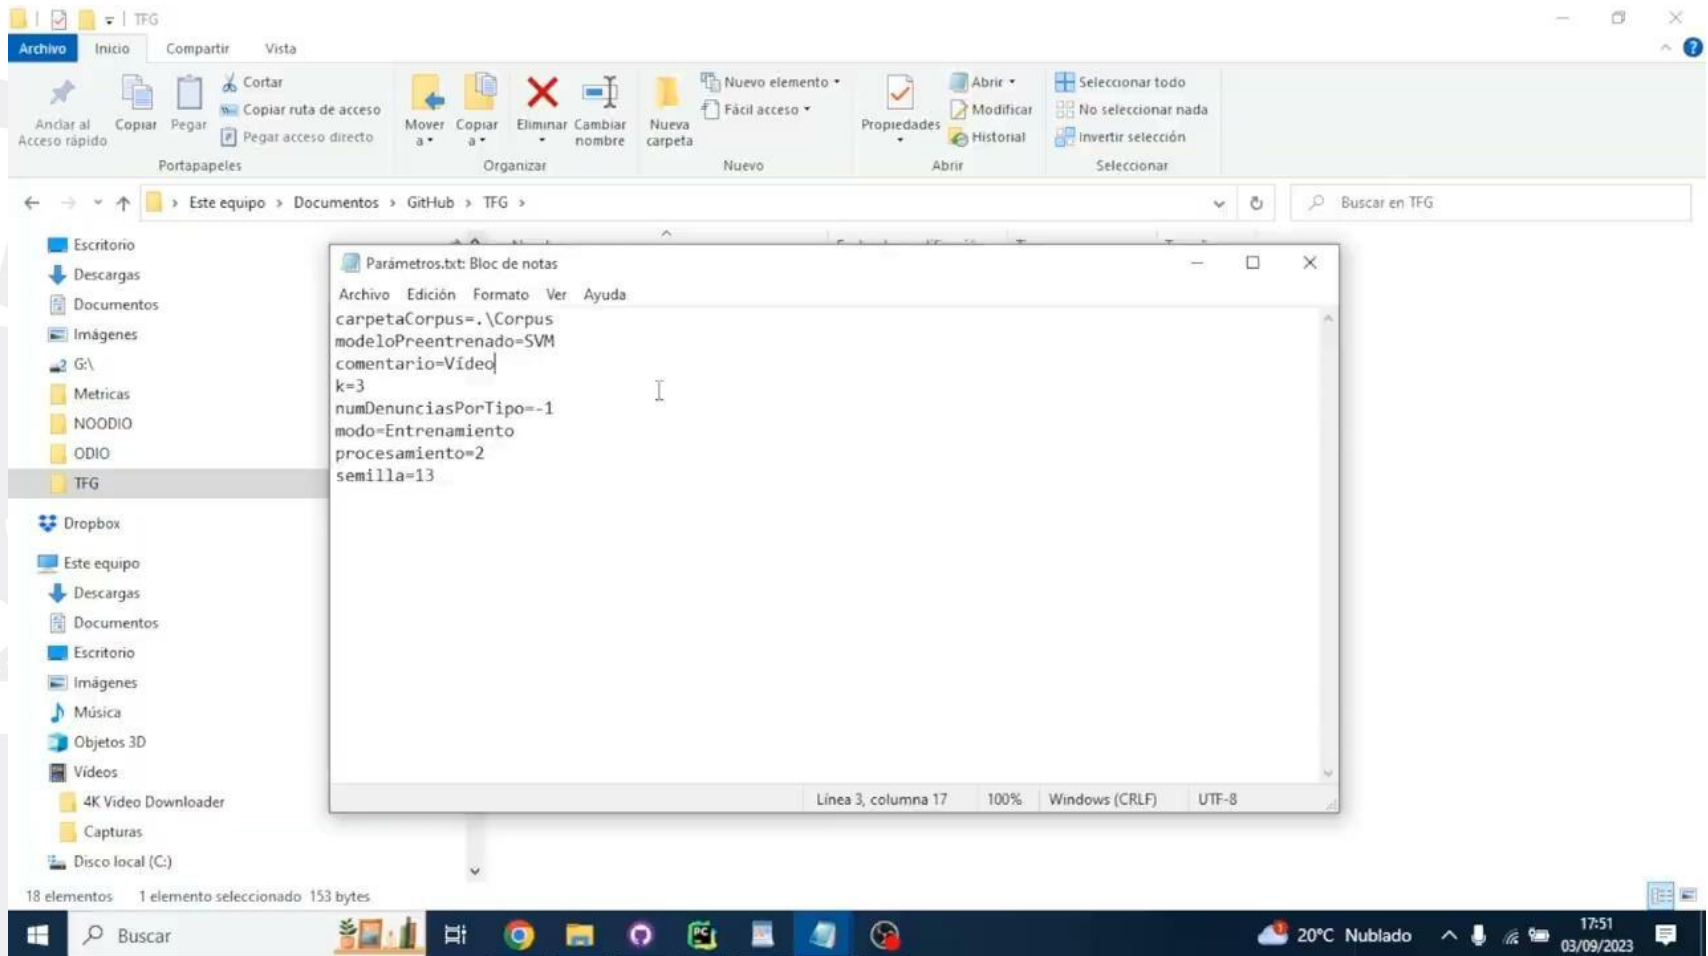 TFG
Archivo Inicio Compartir Vista
Anclar al Acceso rápido
Copiar
Pegar
Cortar
Copiar ruta de acceso
Pegar acceso directo
Portapapeles
Mover a
Copiar a
Eliminar
Cambiar nombre
Organizar
Nueva carpeta
Nuevo elemento
Fácil acceso
Nuevo
Propiedades
Abrir
Modificar
Historial
Abrir
Seleccionar todo
No seleccionar nada
Invertir selección
Seleccionar
Este equipo > Documentos > GitHub > TFG >
Buscar en TFG
Escritorio
Descargas
Documentos
Imágenes
G:\
Metricas
NOODIO
ODIO
TFG
Dropbox
Este equipo
Descargas
Documentos
Escritorio
Imágenes
Música
Objetos 3D
Vídeos
4K Video Downloader
Capturas
Disco local (C:)
Parámetros.txt: Bloc de notas
Archivo Edición Formato Ver Ayuda
carpetaCorpus=.\Corpus
modeloPreentrenado=SVM
comentario=Vídeo
k=3
numDenunciasPorTipo=-1
modo=Entrenamiento
procesamiento=2
semilla=13
Línea 3, columna 17 100% Windows (CRLF) UTF-8
18 elementos 1 elemento seleccionado 153 bytes
Buscar
20°C Nublado
17:51
03/09/2023